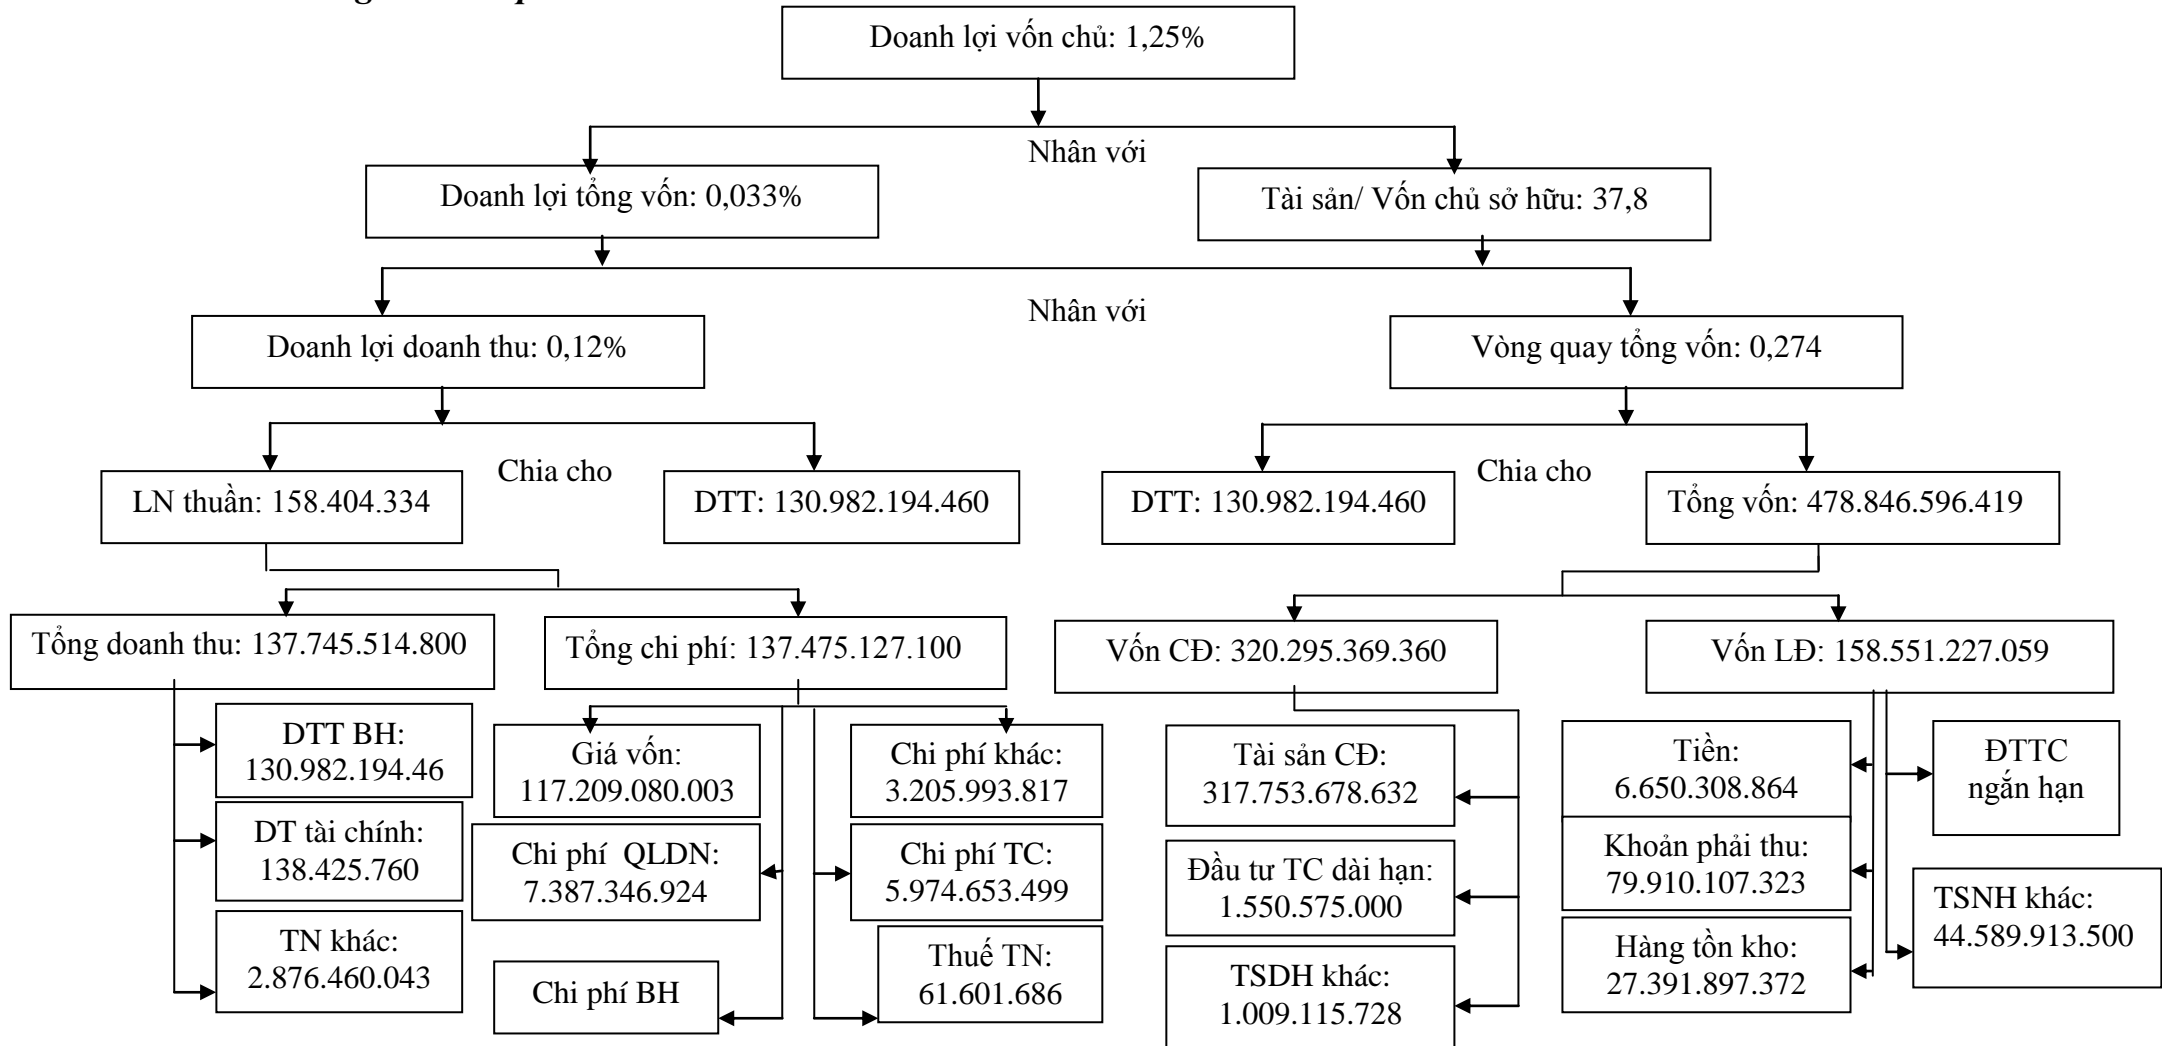 Doanh lợi vốn chủ: 1,25%
Nhân với
Doanh lợi tổng vốn: 0,033%
Tài sản/ Vốn chủ sở hữu: 37,8
Nhân với
Doanh lợi doanh thu: 0,12%
Vòng quay tổng vốn: 0,274
Chia cho
Chia cho
LN thuần: 158.404.334
DTT: 130.982.194.460
DTT: 130.982.194.460
Tổng vốn: 478.846.596.419
Tổng doanh thu: 137.745.514.800
Tổng chi phí: 137.475.127.100
Vốn CĐ: 320.295.369.360
Vốn LĐ: 158.551.227.059
DTT BH:
130.982.194.46
DT tài chính:
138.425.760
TN khác:
2.876.460.043
Giá vốn:
117.209.080.003
Chi phí QLDN:
7.387.346.924
Chi phí BH
Chi phí khác:
3.205.993.817
Chi phí TC:
5.974.653.499
Thuế TN:
61.601.686
Tài sản CĐ:
317.753.678.632
Đầu tư TC dài hạn:
1.550.575.000
TSDH khác:
1.009.115.728
Tiền:
6.650.308.864
Khoản phải thu:
79.910.107.323
Hàng tồn kho:
27.391.897.372
ĐTTC
ngắn hạn
TSNH khác:
44.589.913.500